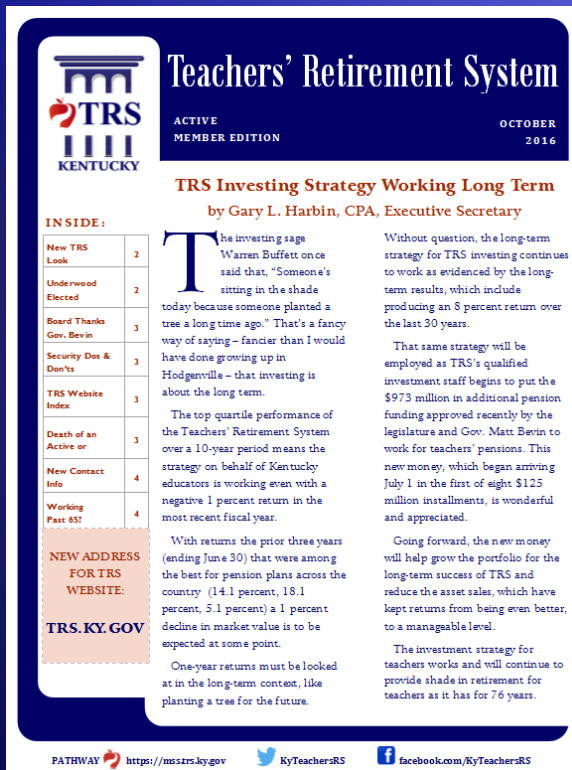 Teachers' Retirement System
TRS
KENTUCKY
ACTIVE
MEMBER EDITION
OCTOBER
2016
TRS Investing Strategy Working Long Term
by Gary L. Harbin, CPA, Executive Secretary
INSIDE:
New TRS
Look
2
Underwood
Elected
2
Board Thanks
Gov. Bevin
3
Security Dos &
Don'ts
3
TRS Website
Index
3
Death of an
Active or
3
New Contact
Info
4
Working
Past 65?
4
NEW ADDRESS
FOR TRS
WEBSITE:
TRS.KY.GOV
The investing sage
Warren Buffett once
said that, "Someone's
sitting in the shade
today because someone planted a
tree a long time ago." That's a fancy
way of saying – fancier than I would
have done growing up in
Hodgenville – that investing is
about the long term.
The top quartile performance of
the Teachers' Retirement System
over a 10-year period means the
strategy on behalf of Kentucky
educators is working even with a
negative 1 percent return in the
most recent fiscal year.
With returns the prior three years
(ending June 30) that were among
the best for pension plans across the
country (14.1 percent, 18.1
percent, 5.1 percent) a 1 percent
decline in market value is to be
expected at some point.
One-year returns must be looked
at in the long-term context, like
planting a tree for the future.
Without question, the long-term
strategy for TRS investing continues
to work as evidenced by the long-
term results, which include
producing an 8 percent return over
the last 30 years.
That same strategy will be
employed as TRS's qualified
investment staff begins to put the
$973 million in additional pension
funding approved recently by the
legislature and Gov. Matt Bevin to
work for teachers' pensions. This
new money, which began arriving
July 1 in the first of eight $125
million installments, is wonderful
and appreciated.
Going forward, the new money
will help grow the portfolio for the
long-term success of TRS and
reduce the asset sales, which have
kept returns from being even better,
to a manageable level.
The investment strategy for
teachers works and will continue to
provide shade in retirement for
teachers as it has for 76 years.
PATHWAY https://mss.trs.ky.gov KyTeachersRS facebook.com/KyTeachersRS